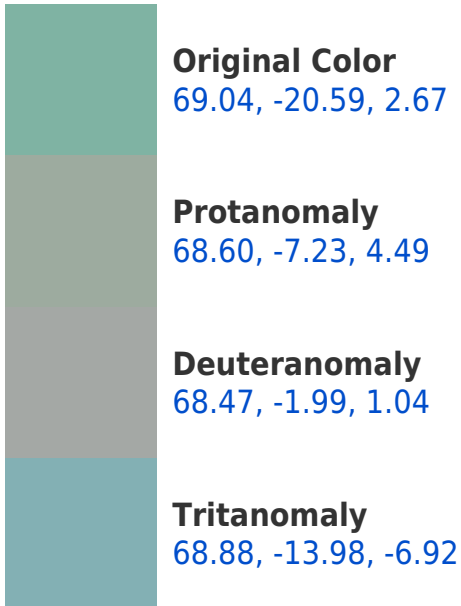 Original Color
69.04, -20.59, 2.67
Protanomaly
68.60, -7.23, 4.49
Deuteranomaly
68.47, -1.99, 1.04
Tritanomaly
68.88, -13.98, -6.92